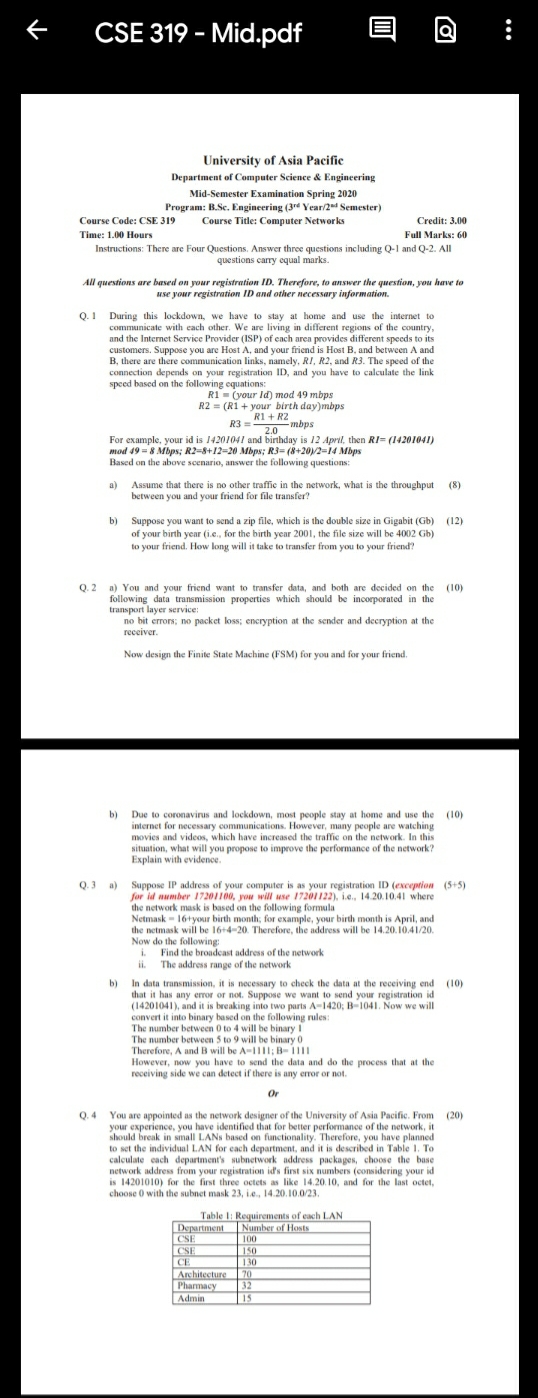 CSE 319 - Mid.pdf
University of Asia Pacific
Department of Computer Science & Engineering
Mid-Semester Examination Spring 2020
Program: B.Sc. Engineering (3rd Year/2nd Semester)
Course Code: CSE 319 Course Title: Computer Networks Credit: 3.00
Time: 1.00 Hours Full Marks: 60
Instructions: There are Four Questions. Answer three questions including Q-1 and Q-2. All
questions carry equal marks.
All questions are based on your registration ID. Therefore, to answer the question, you have to
use your registration ID and other necessary information.
Q. 1 During this lockdown, we have to stay at home and use the internet to
communicate with each other. We are living in different regions of the country,
and the Internet Service Provider (ISP) of each area provides different speeds to its
customers. Suppose you are Host A, and your friend is Host B, and between A and
B, there are there communication links, namely, R1, R2, and R3. The speed of the
connection depends on your registration ID, and you have to calculate the link
speed based on the following equations:
R1 = (your Id) mod 49 mbps
R2 = (R1 + your birth day)mbps
R3 = (R1 + R2)/2.0 mbps
For example, your id is 14201041 and birthday is 12 April, then R1= (14201041)
mod 49 = 8 Mbps; R2=8+12=20 Mbps; R3= (8+20)/2=14 Mbps
Based on the above scenario, answer the following questions:
a) Assume that there is no other traffic in the network, what is the throughput (8)
between you and your friend for file transfer?
b) Suppose you want to send a zip file, which is the double size in Gigabit (Gb) (12)
of your birth year (i.e., for the birth year 2001, the file size will be 4002 Gb)
to your friend. How long will it take to transfer from you to your friend?
Q. 2 a) You and your friend want to transfer data, and both are decided on the (10)
following data transmission properties which should be incorporated in the
transport layer service:
no bit errors; no packet loss; encryption at the sender and decryption at the
receiver.
Now design the Finite State Machine (FSM) for you and for your friend.
b) Due to coronavirus and lockdown, most people stay at home and use the (10)
internet for necessary communications. However, many people are watching
movies and videos, which have increased the traffic on the network. In this
situation, what will you propose to improve the performance of the network?
Explain with evidence.
Q. 3 a) Suppose IP address of your computer is as your registration ID (exception (5+5)
for id number 17201100, you will use 17201122), i.e., 14.20.10.41 where
the network mask is based on the following formula
Netmask = 16+your birth month; for example, your birth month is April, and
the netmask will be 16+4=20. Therefore, the address will be 14.20.10.41/20.
Now do the following:
i. Find the broadcast address of the network
ii. The address range of the network
b) In data transmission, it is necessary to check the data at the receiving end (10)
that it has any error or not. Suppose we want to send your registration id
(14201041), and it is breaking into two parts A=1420; B=1041. Now we will
convert it into binary based on the following rules:
The number between 0 to 4 will be binary 1
The number between 5 to 9 will be binary 0
Therefore, A and B will be A=1111; B= 1111
However, now you have to send the data and do the process that at the
receiving side we can detect if there is any error or not.
Or
Q. 4 You are appointed as the network designer of the University of Asia Pacific. From (20)
your experience, you have identified that for better performance of the network, it
should break in small LANs based on functionality. Therefore, you have planned
to set the individual LAN for each department, and it is described in Table 1. To
calculate each department's subnetwork address packages, choose the base
network address from your registration id's first six numbers (considering your id
is 14201010) for the first three octets as like 14.20.10, and for the last octet,
choose 0 with the subnet mask 23, i.e., 14.20.10.0/23.
Table 1: Requirements of each LAN
Department Number of Hosts
CSE 100
CSE 150
CE 130
Architecture 70
Pharmacy 32
Admin 15